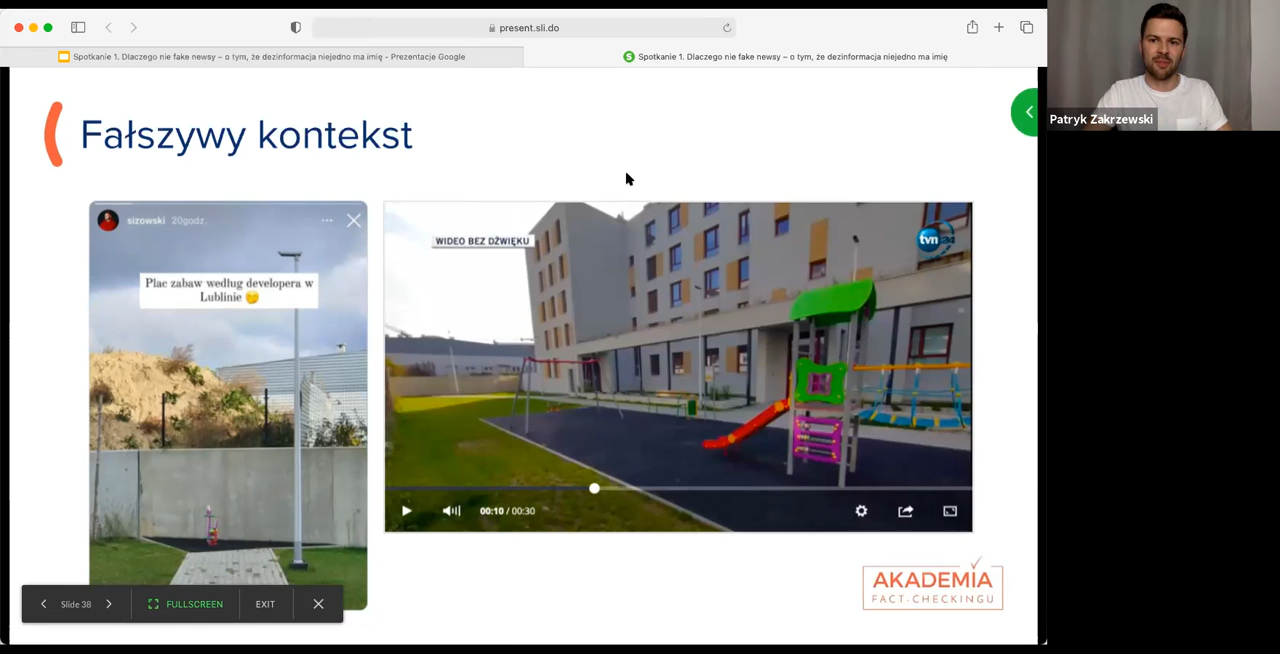 present.sli.do
Spotkanie 1. Dlaczego nie fake newsy – o tym, że dezinformacja niejedno ma imię - Prezentacje Google
S
Spotkanie 1. Dlaczego nie fake newsy – o tym, że dezinformacja niejedno ma imię
Patryk Zakrzewski
Fałszywy kontekst
sizowski 20godz.
Plac zabaw według developera w
Lublinie
WIDEO BEZ DŹWIĘKU
tvn24
00:10 / 00:30
AKADEMIA
FACT-CHECKINGU
Slide 38
FULLSCREEN
EXIT